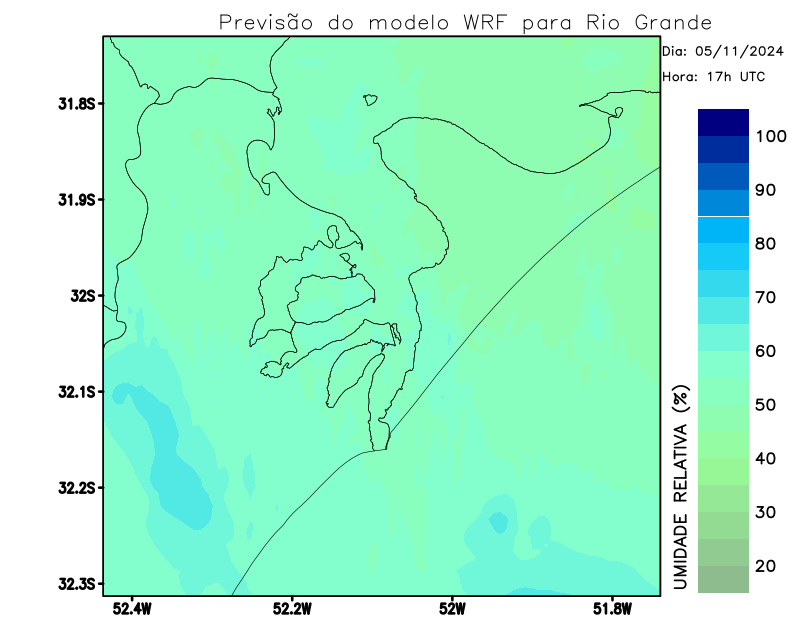 Previsão do modelo WRF para Rio Grande
Dia: 05/11/2024
Hora: 17h UTC
31.8S
31.9S
32S
32.1S
32.2S
32.3S
52.4W
52.2W
52W
51.8W
UMIDADE RELATIVA (%)
100
90
80
70
60
50
40
30
20